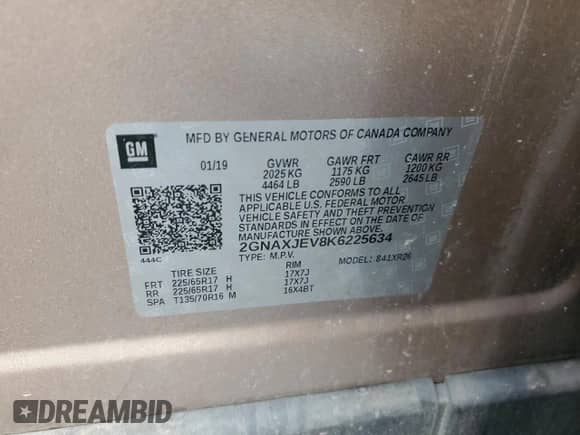 GM
MFD BY GENERAL MOTORS OF CANADA COMPANY
01/19 GVWR GAWR FRT GAWR RR
2025 KG 1175 KG 1200 KG
4464 LB 2590 LB 2645 LB
THIS VEHICLE CONFORMS TO ALL
APPLICABLE U.S. FEDERAL MOTOR
VEHICLE SAFETY AND THEFT PREVENTION
STANDARDS IN EFFECT ON THE DATE OF
MANUFACTURE SHOWN ABOVE.
2GNAXJEV8K6225634
444C
TYPE: M.P.V. MODEL: 841XR26
TIRE SIZE RIM
FRT 225/65R17 H 17X7J
RR 225/65R17 H 17X7J
SPA T135/70R16 M 16X4BT
DREAMBID